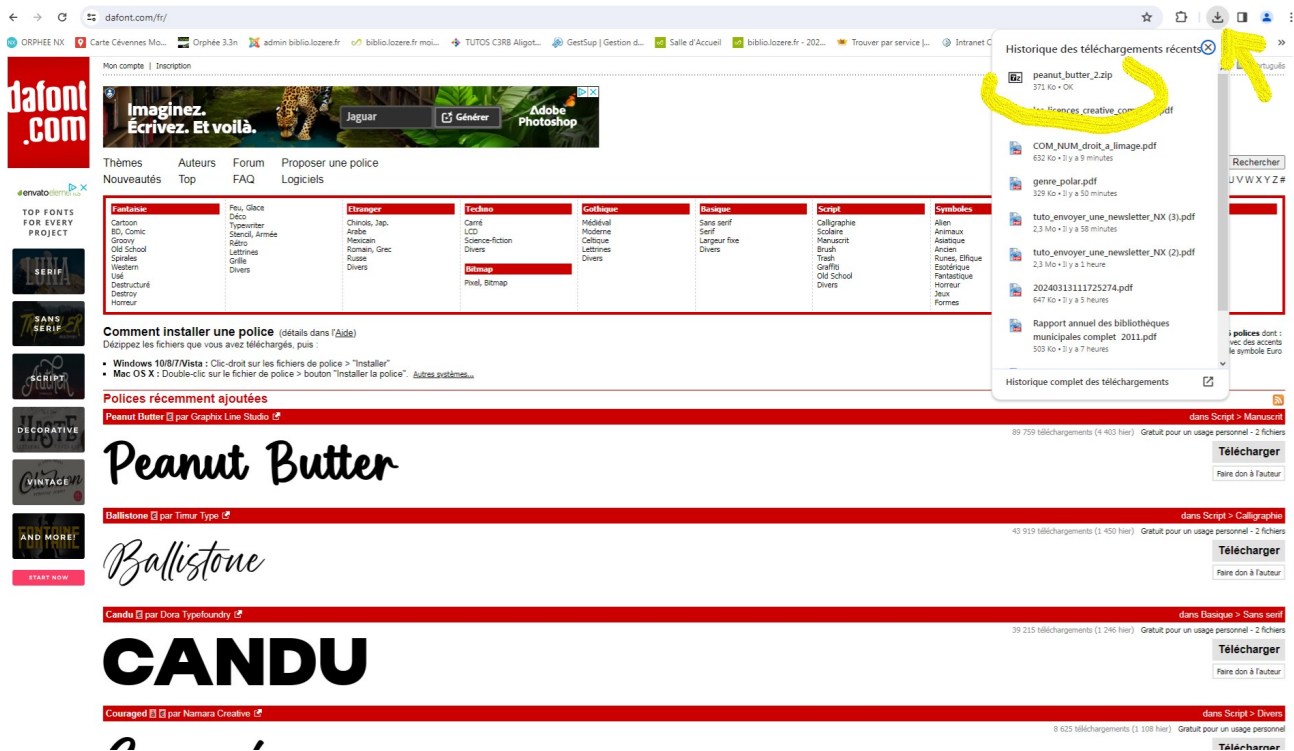 dafont.com/fr/
ORPHEE NX
Carte Cévennes Mo...
Orphée 3.3n
admin biblio.lozere.fr
biblio.lozere.fr moi...
TUTOS C3RB Aligot...
GestSup | Gestion d...
Salle d'Accueil
biblio.lozere.fr - 202...
Trouver par service |...
Intranet
»
Mon compte | Inscription
dafont
.com
Imaginez.
Écrivez. Et voilà.
Jaguar
Générer
Adobe
Photoshop
Thèmes Auteurs Forum Proposer une police
Nouveautés Top FAQ Logiciels
Rechercher
U V W X Y Z #
Historique des téléchargements récents
peanut_butter_2.zip
371 Ko • OK
COM_NUM_droit_a_limage.pdf
632 Ko • Il y a 9 minutes
genre_polar.pdf
329 Ko • Il y a 50 minutes
tuto_envoyer_une_newsletter_NX (3).pdf
2,3 Mo • Il y a 58 minutes
tuto_envoyer_une_newsletter_NX (2).pdf
2,3 Mo • Il y a 1 heure
20240313111725274.pdf
647 Ko • Il y a 5 heures
Rapport annuel des bibliothèques
municipales complet 2011.pdf
503 Ko • Il y a 7 heures
Historique complet des téléchargements
envato elements
TOP FONTS
FOR EVERY
PROJECT
SERIF
SANS
SERIF
SCRIPT
DECORATIVE
VINTAGE
AND MORE!
START NOW
Fantaisie
Cartoon
BD, Comic
Groovy
Old School
Spirales
Western
Usé
Destructuré
Destroy
Horreur
Feu, Glace
Déco
Typewriter
Stencil, Armée
Rétro
Lettrines
Grille
Divers
Etranger
Chinois, Jap.
Arabe
Mexicain
Romain, Grec
Russe
Divers
Techno
Carré
LCD
Science-fiction
Divers
Bitmap
Pixel, Bitmap
Gothique
Médiéval
Moderne
Celtique
Lettrines
Divers
Basique
Sans serif
Serif
Largeur fixe
Divers
Script
Calligraphie
Scolaire
Manuscrit
Brush
Trash
Graffiti
Old School
Divers
Symboles
Alien
Animaux
Asiatique
Ancien
Runes, Elfique
Esotérique
Fantastique
Horreur
Jeux
Formes
Comment installer une police (détails dans l'Aide)
Dézippez les fichiers que vous avez téléchargés, puis :
Windows 10/8/7/Vista : Clic-droit sur les fichiers de police > "Installer"
Mac OS X : Double-clic sur le fichier de police > bouton "Installer la police". Autres systèmes...
polices dont :
avec des accents
le symbole Euro
Polices récemment ajoutées
Peanut Butter € par Graphix Line Studio
dans Script > Manuscrit
89 759 téléchargements (4 403 hier) Gratuit pour un usage personnel - 2 fichiers
Peanut Butter
Télécharger
Faire don à l'auteur
Ballistone € par Timur Type
dans Script > Calligraphie
43 919 téléchargements (1 450 hier) Gratuit pour un usage personnel - 2 fichiers
Ballistone
Télécharger
Faire don à l'auteur
Candu € par Dora Typefoundry
dans Basique > Sans serif
39 215 téléchargements (1 246 hier) Gratuit pour un usage personnel - 2 fichiers
CANDU
Télécharger
Faire don à l'auteur
Couraged par Namara Creative
dans Script > Divers
8 625 téléchargements (1 108 hier) Gratuit pour un usage personnel
Télécharger